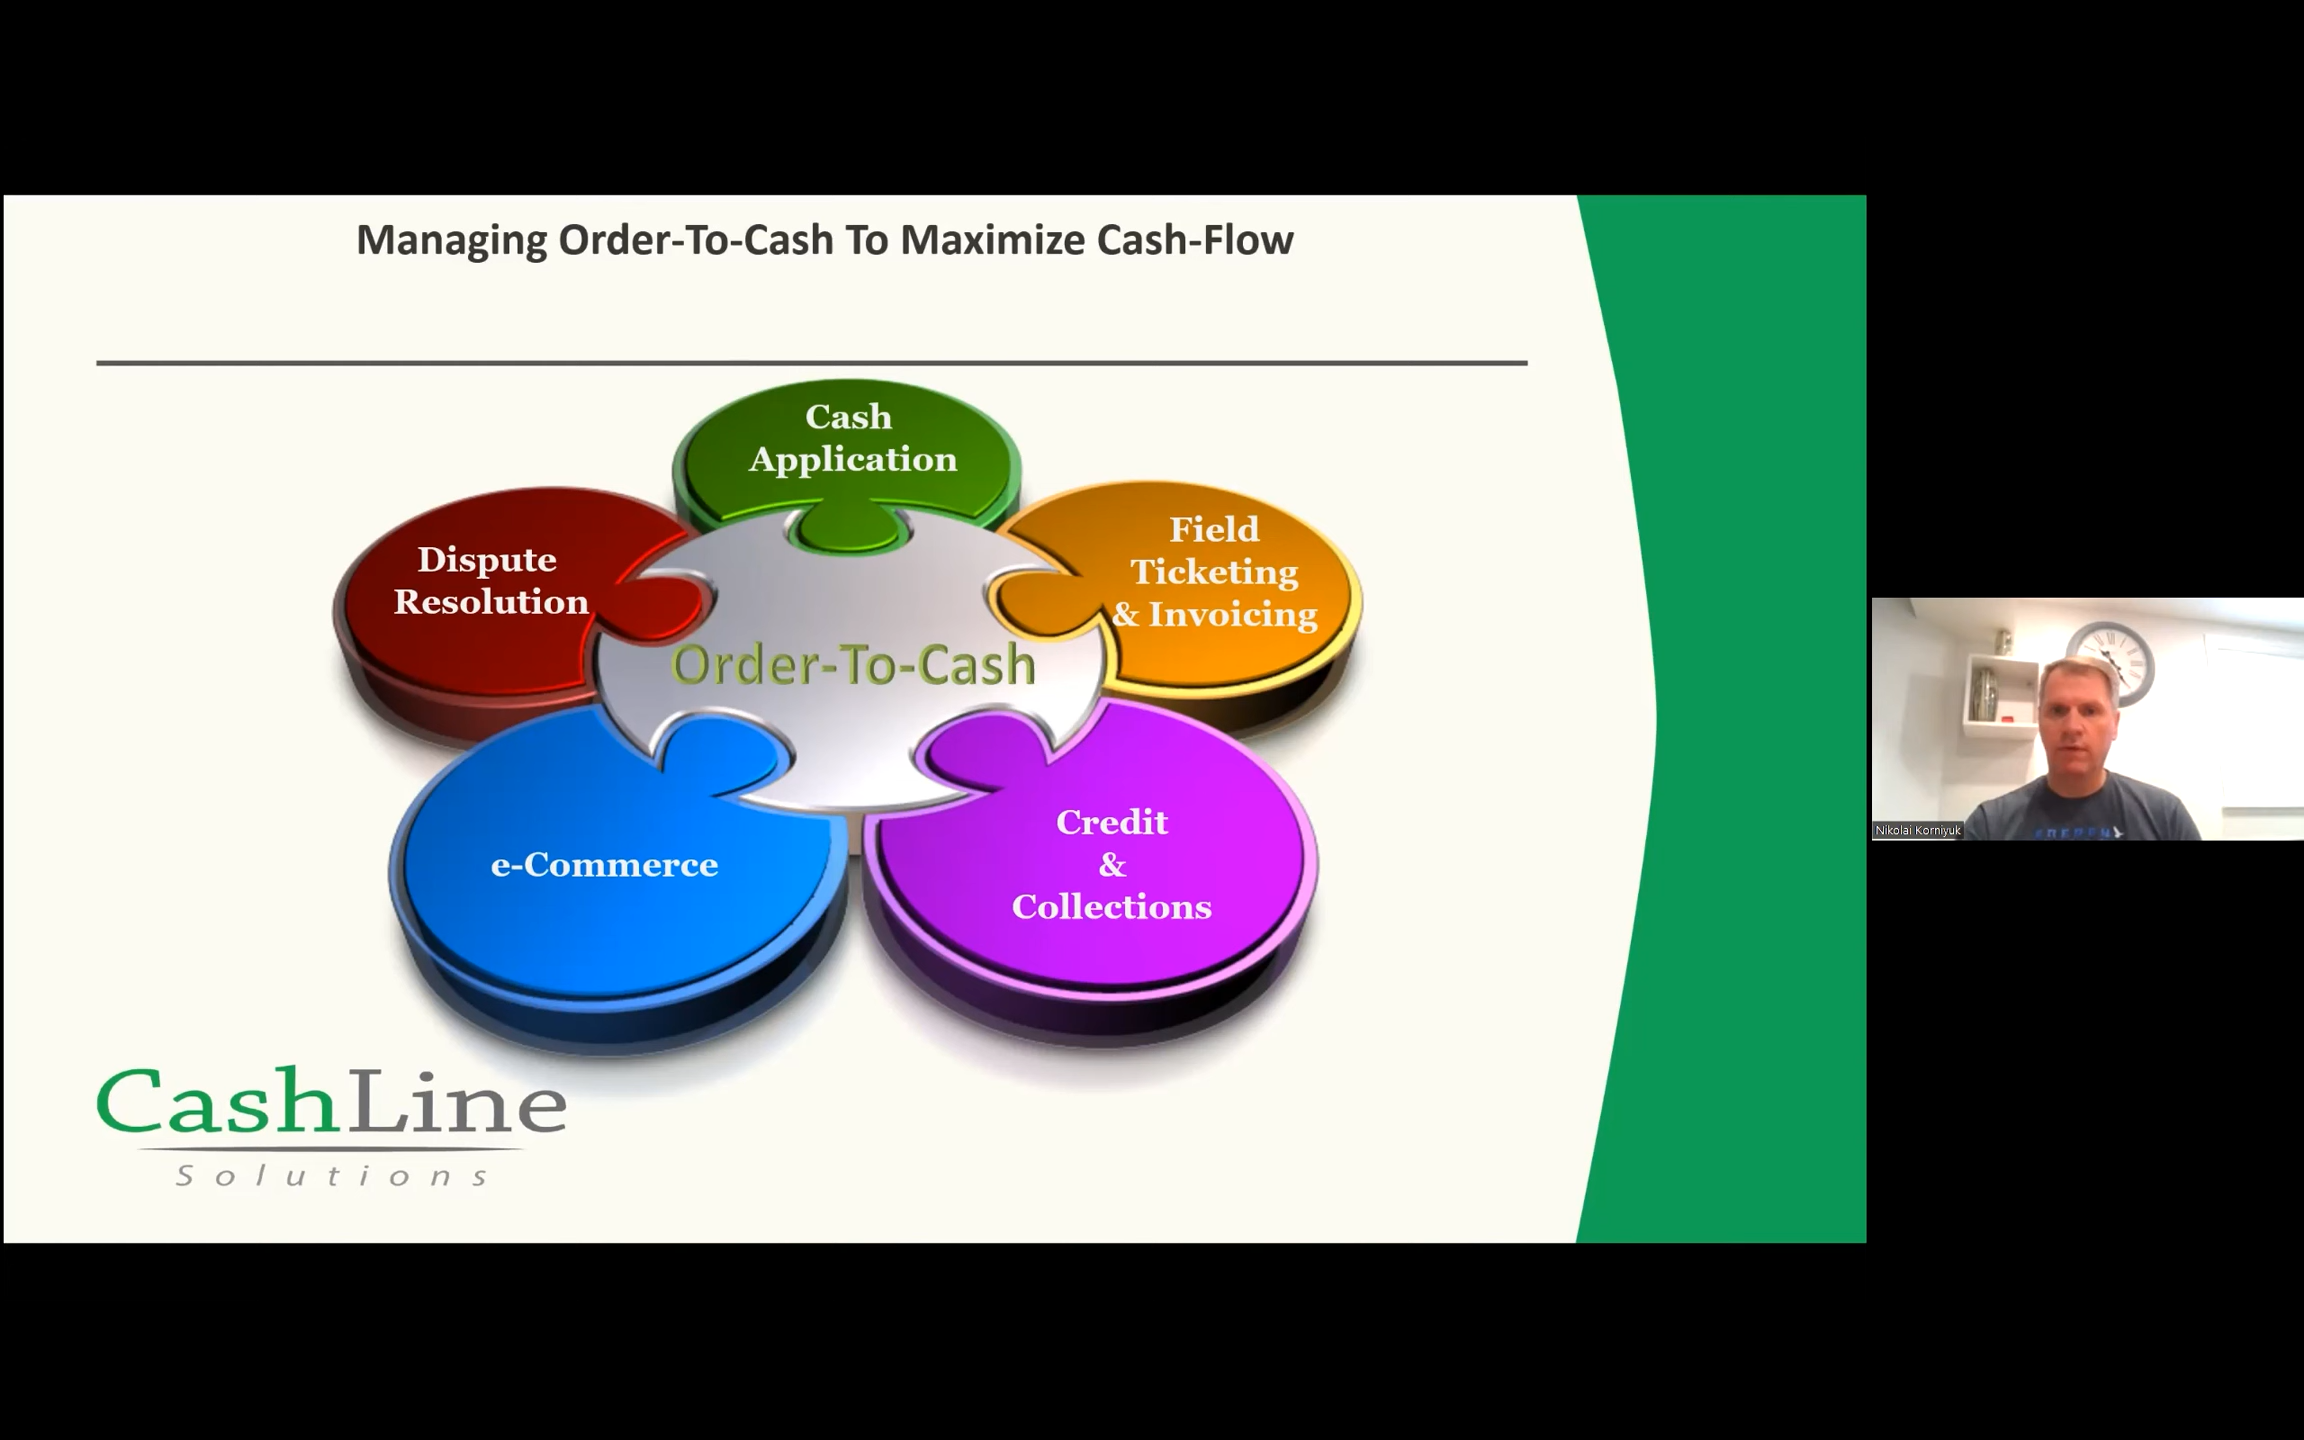 Managing Order-To-Cash To Maximize Cash-Flow
Cash
Application
Field
Ticketing
& Invoicing
Dispute
Resolution
Order-To-Cash
e-Commerce
Credit
&
Collections
CashLine
Solutions
Nikolai Korniyuk